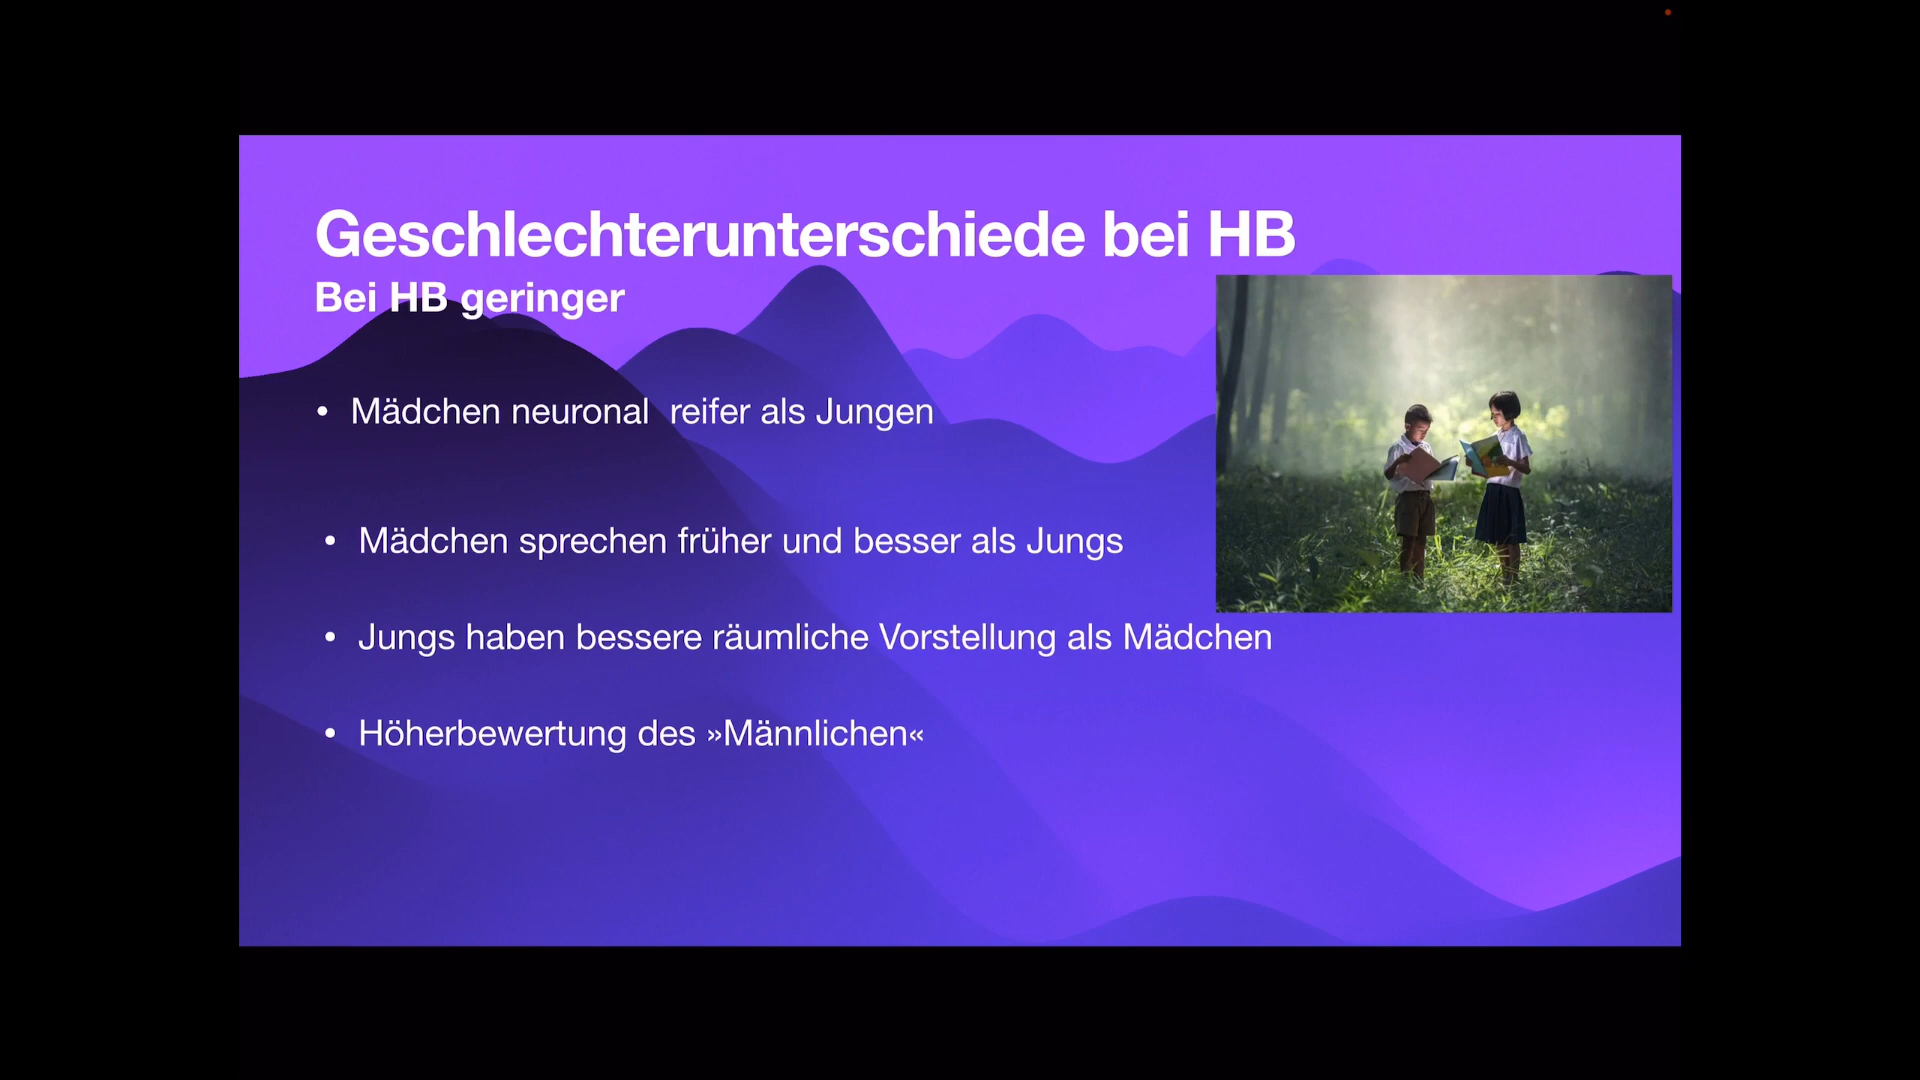 Geschlechterunterschiede bei HB
Bei HB geringer
• Mädchen neuronal  reifer als Jungen
• Mädchen sprechen früher und besser als Jungs
• Jungs haben bessere räumliche Vorstellung als Mädchen
• Höherbewertung des »Männlichen«